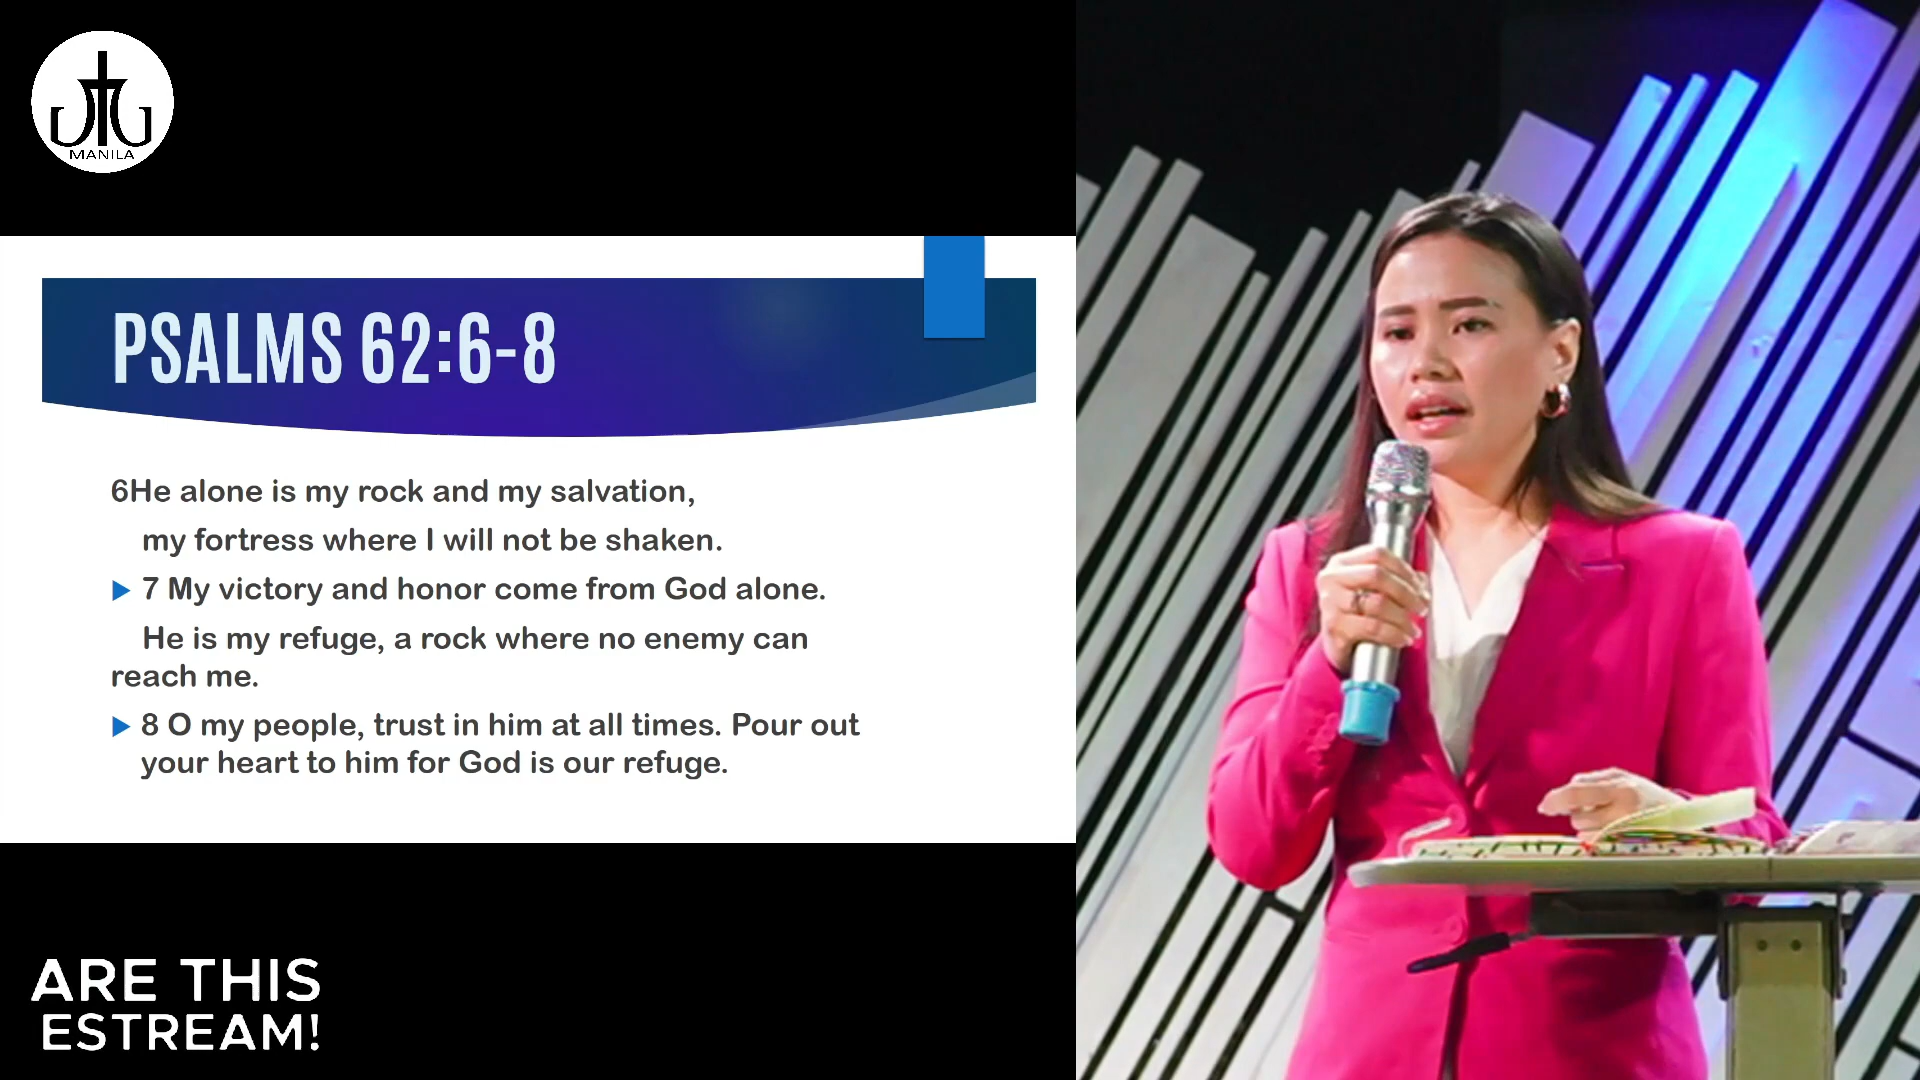 JTG
MANILA
PSALMS 62:6-8
6He alone is my rock and my salvation,
my fortress where I will not be shaken.
7 My victory and honor come from God alone.
He is my refuge, a rock where no enemy can
reach me.
8 O my people, trust in him at all times. Pour out
your heart to him for God is our refuge.
ARE THIS
ESTREAM!